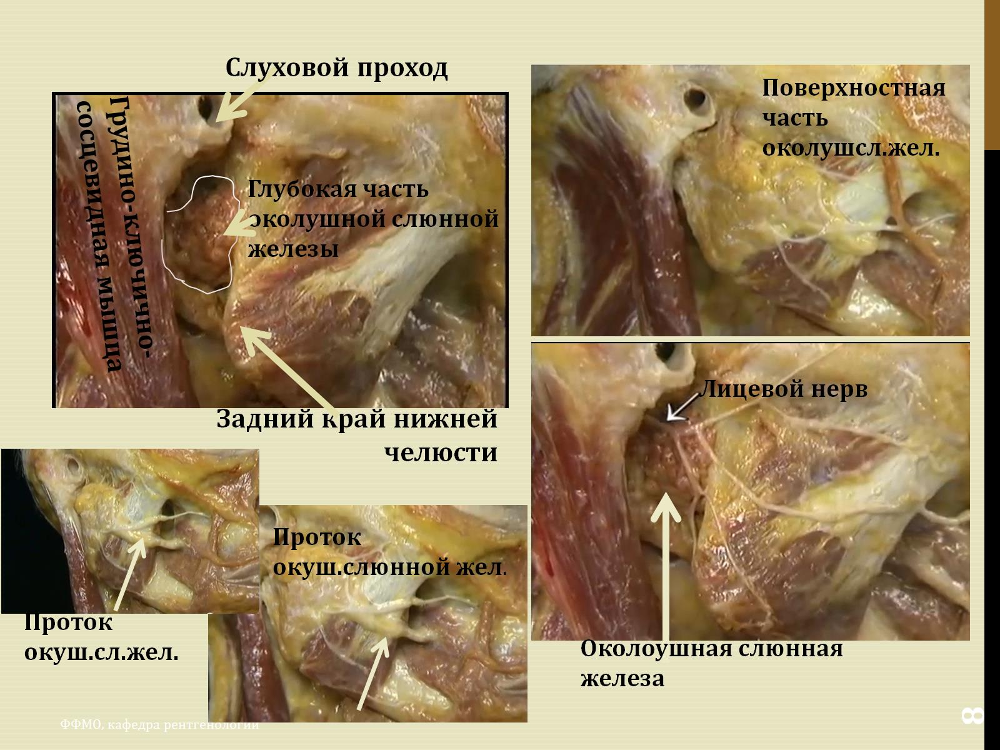 Слуховой проход
Грудино-ключично-
сосцевидная мышца
Глубокая часть
околушной слюнной
железы
Задний край нижней
челюсти
Поверхностная
часть
околушсл.жел.
Лицевой нерв
Околоушная слюнная
железа
Проток
окуш.слюнной жел.
Проток
окуш.сл.жел.
ФФМО, кафедра рентгенологии
8